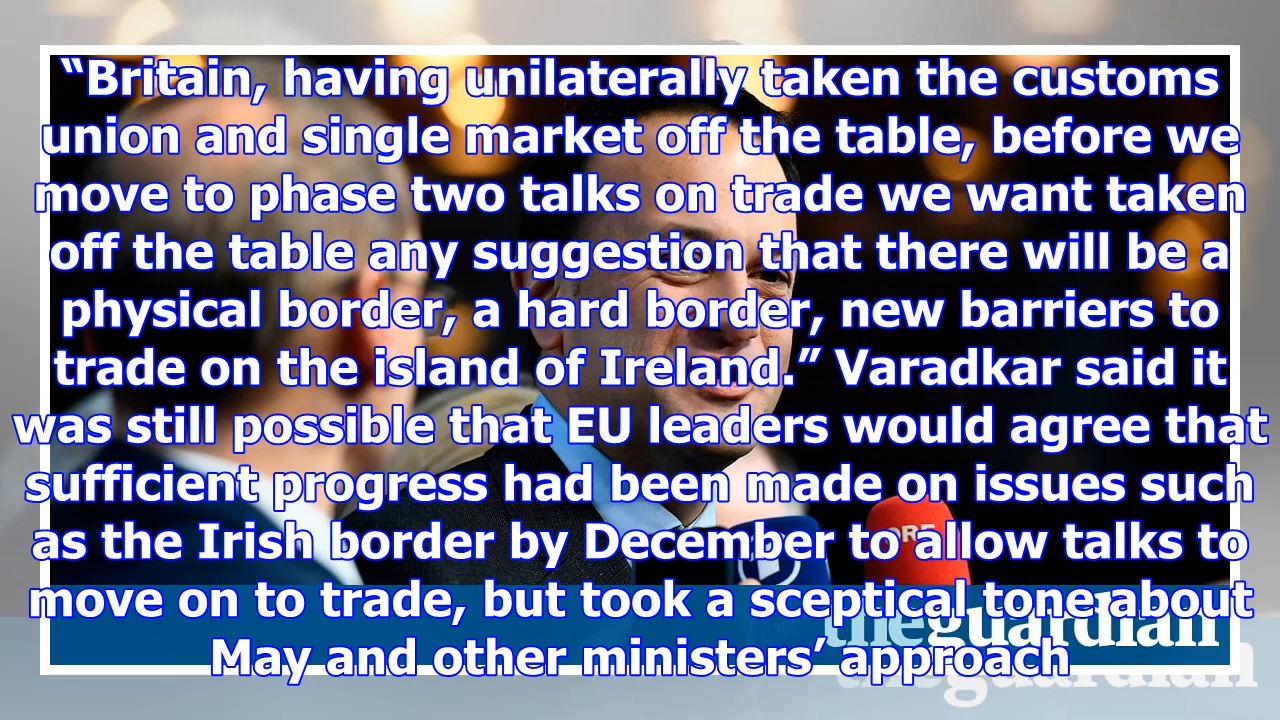 “Britain, having unilaterally taken the customs
union and single market off the table, before we
move to phase two talks on trade we want taken
off the table any suggestion that there will be a
physical border, a hard border, new barriers to
trade on the island of Ireland.” Varadkar said it
was still possible that EU leaders would agree that
sufficient progress had been made on issues such
as the Irish border by December to allow talks to
move on to trade, but took a sceptical tone about
May and other ministers’ approach
ORF
theguardian
theguardian